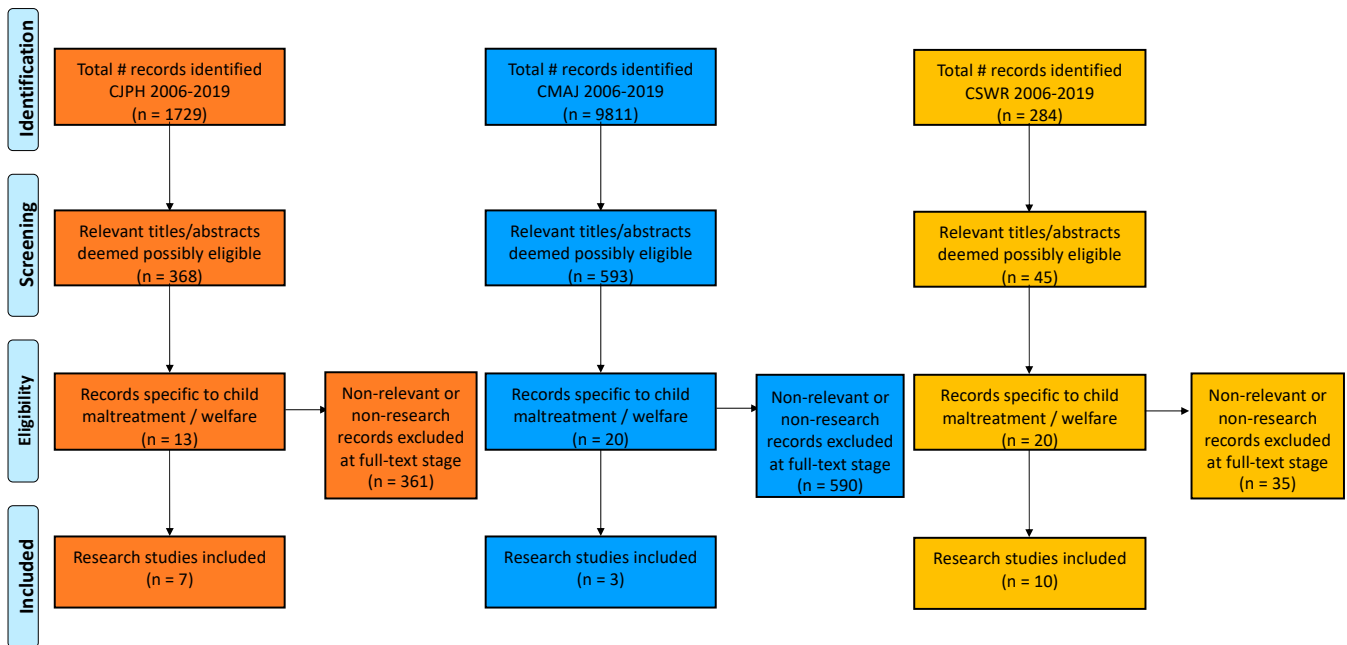 Identification
Total # records identified
CJPH 2006-2019
(n = 1729)
Total # records identified
CMAJ 2006-2019
(n = 9811)
Total # records identified
CSWR 2006-2019
(n = 284)
Screening
Relevant titles/abstracts
deemed possibly eligible
(n = 368)
Relevant titles/abstracts
deemed possibly eligible
(n = 593)
Relevant titles/abstracts
deemed possibly eligible
(n = 45)
Eligibility
Records specific to child
maltreatment / welfare
(n = 13)
Non-relevant or
non-research
records excluded
at full-text stage
(n = 361)
Records specific to child
maltreatment / welfare
(n = 20)
Non-relevant or
non-research
records excluded
at full-text stage
(n = 590)
Records specific to child
maltreatment / welfare
(n = 20)
Non-relevant or
non-research
records excluded
at full-text stage
(n = 35)
Included
Research studies included
(n = 7)
Research studies included
(n = 3)
Research studies included
(n = 10)